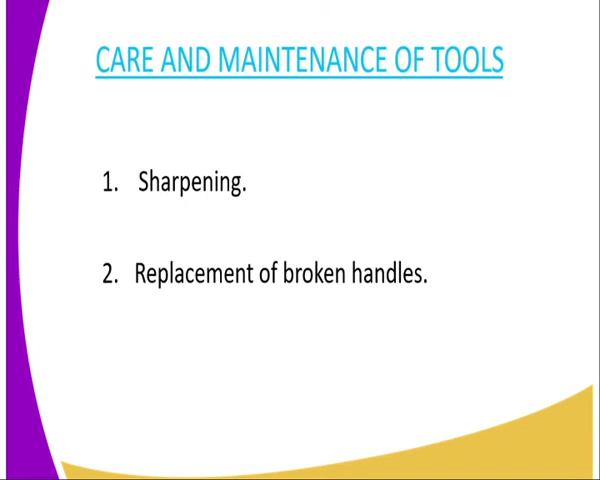 CARE AND MAINTENANCE OF TOOLS
1. Sharpening.
2. Replacement of broken handles.